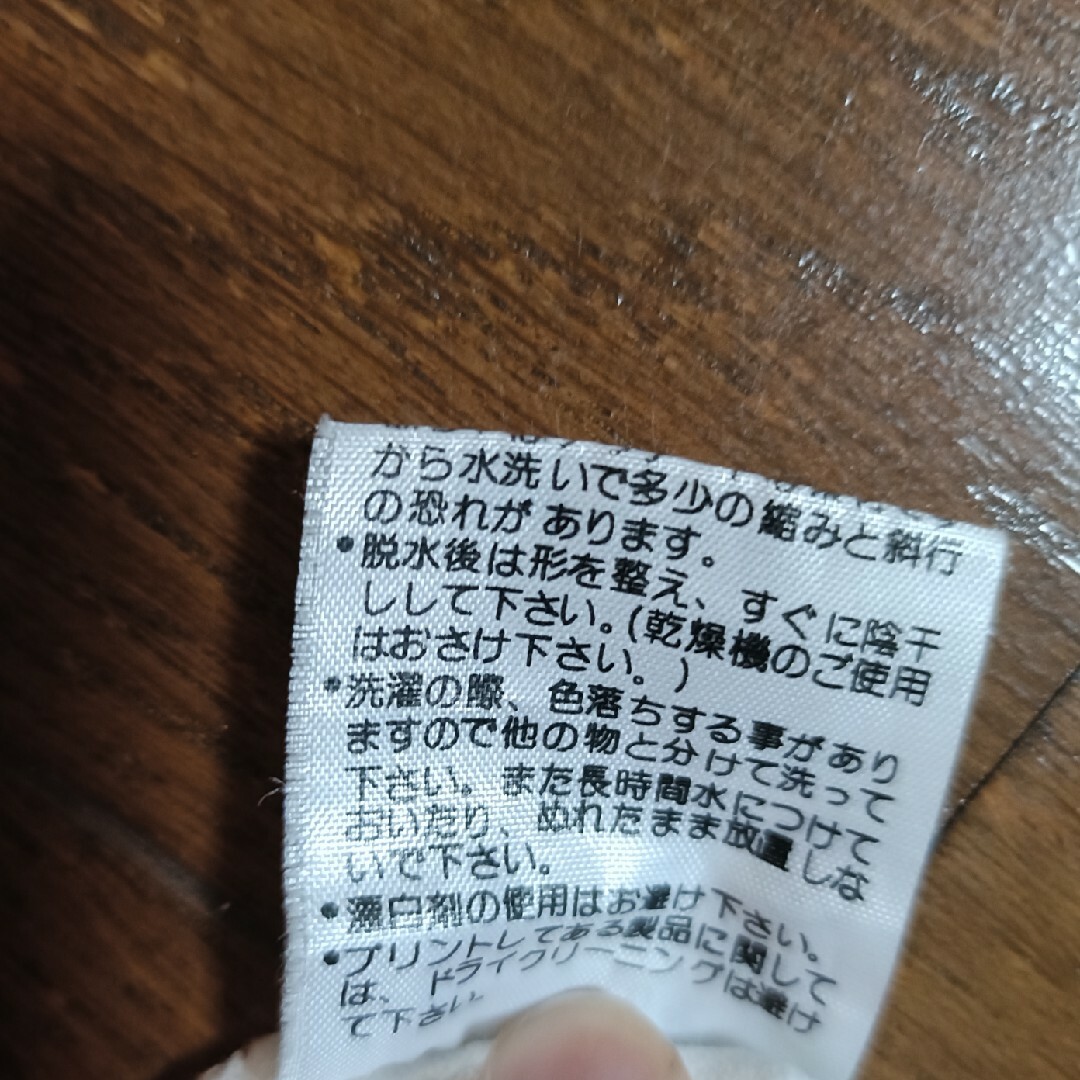 から水洗いで多少の縮みと斜行
の恐れがあります。
•脱水後は形を整え、すぐに陰干
 しして下さい。(乾燥機のご使用
はおさけ下さい。)
•洗濯の際、色落ちする事があり
ますので他の物と分けて洗って
下さい。また長時間水につけて
おいたり、ぬれたまま放置しな
いで下さい。
•漂白剤の使用はお避け下さい。
•プリントしてある製品に関して
は、ドライクリーニングは避け
て下さい。